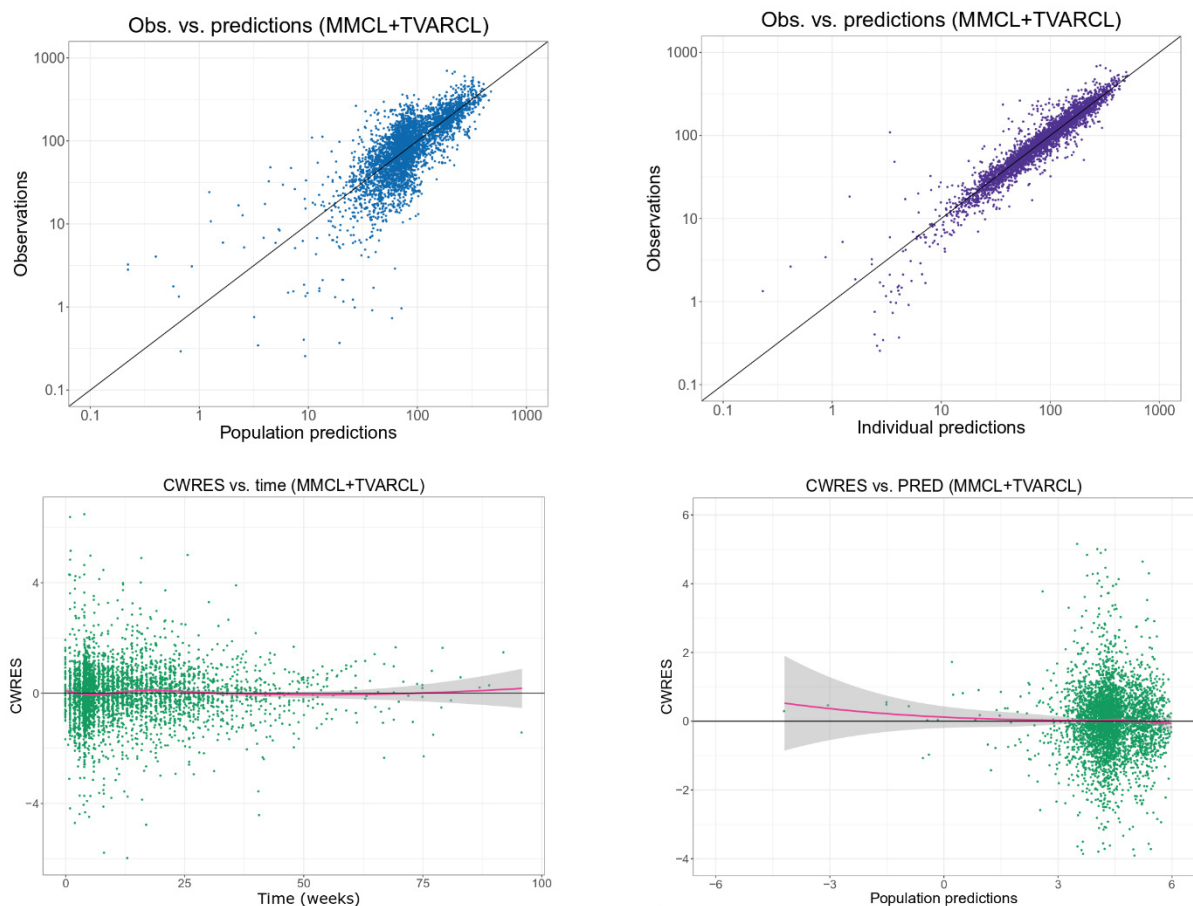 Obs. vs. predictions (MMCL+TVARCL)
1000
100
10
1
0.1
Observations
0.1 1 10 100 1000
Population predictions
Obs. vs. predictions (MMCL+TVARCL)
1000
100
10
1
0.1
Observations
0.1 1 10 100 1000
Individual predictions
CWRES vs. time (MMCL+TVARCL)
4
0
−4
CWRES
0 25 50 75 100
Time (weeks)
CWRES vs. PRED (MMCL+TVARCL)
6
4
2
0
−2
−4
CWRES
−6 −3 0 3 6
Population predictions